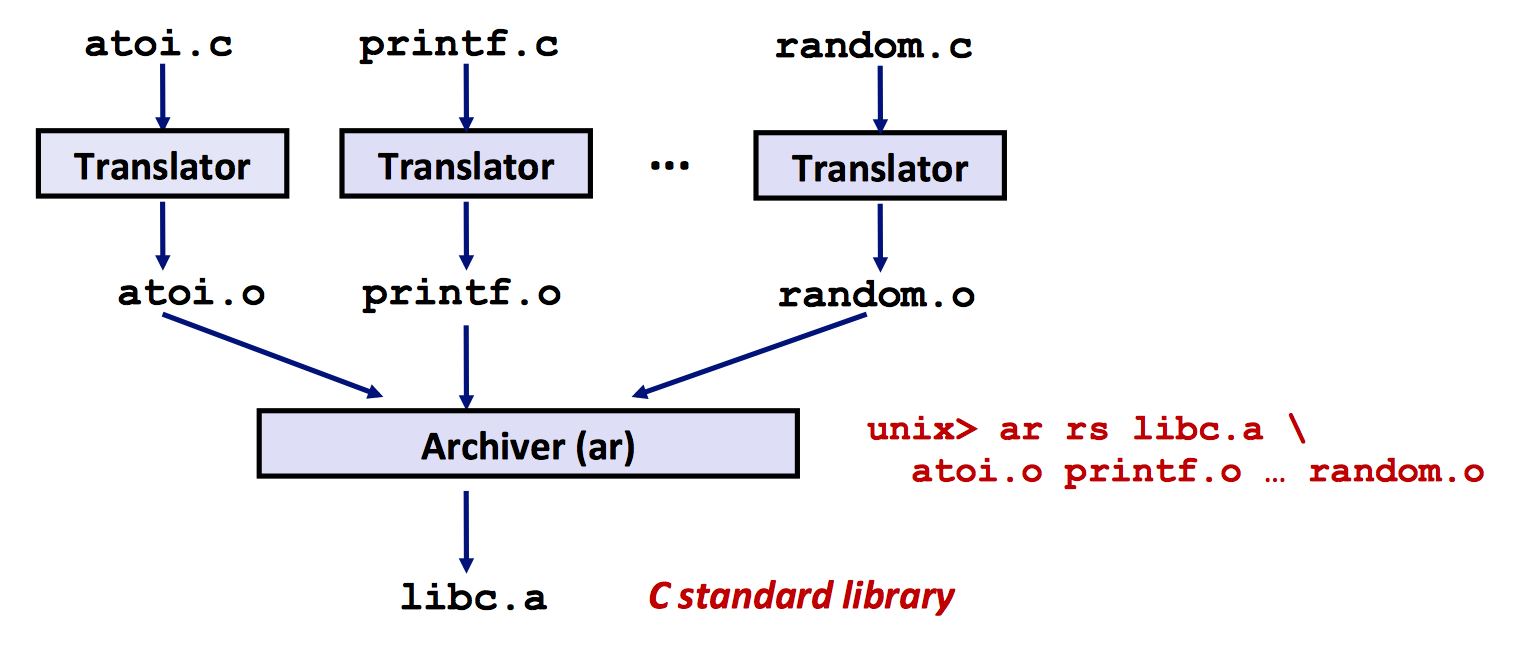 atoi.c printf.c random.c
Translator Translator ... Translator
atoi.o printf.o random.o
Archiver (ar)
unix> ar rs libc.a \
atoi.o printf.o … random.o
libc.a C standard library